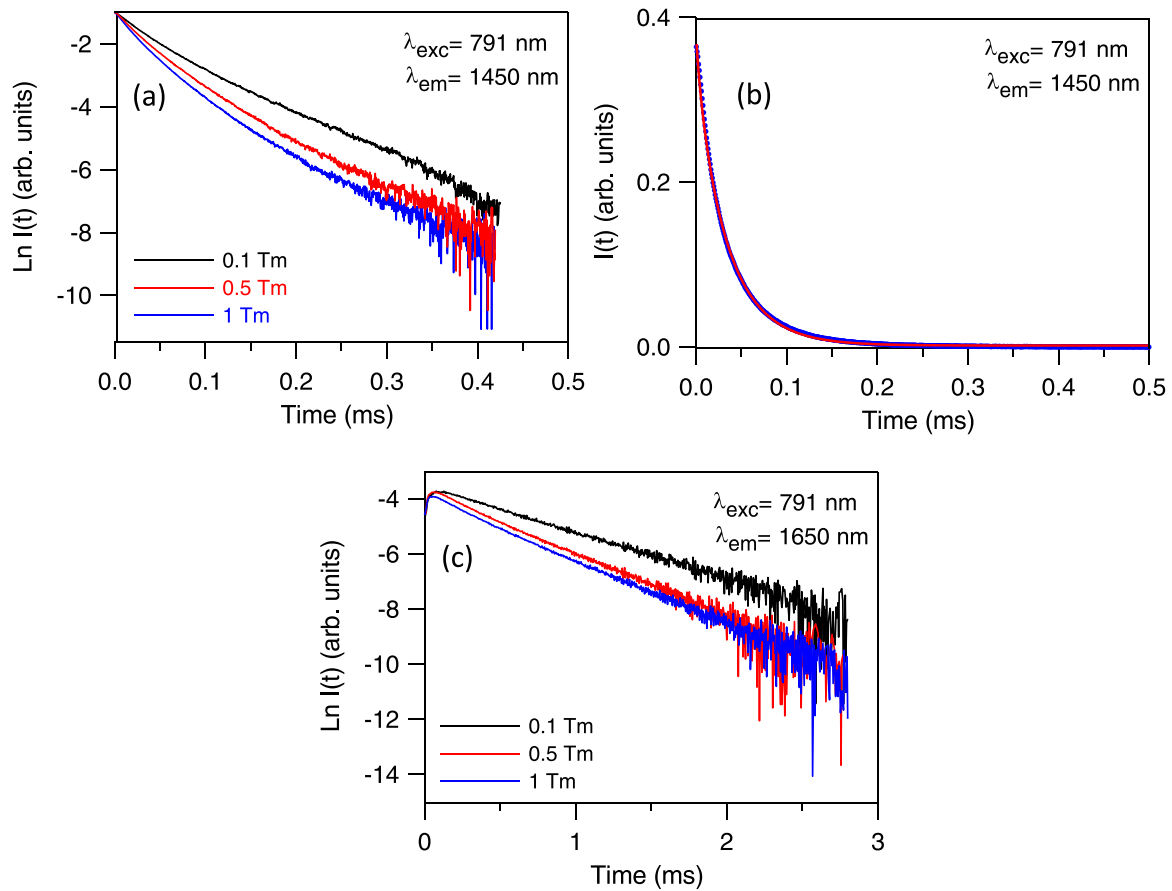 Ln I(t) (arb. units)
-2
-4
-6
-8
-10
(a)
λexc= 791 nm
λem= 1450 nm
0.1 Tm
0.5 Tm
1 Tm
0.0 0.1 0.2 0.3 0.4 0.5
Time (ms)
I(t) (arb. units)
0.4
0.2
0.0
(b)
λexc= 791 nm
λem= 1450 nm
0.0 0.1 0.2 0.3 0.4 0.5
Time (ms)
Ln I(t) (arb. units)
-4
-6
-8
-10
-12
-14
(c)
λexc= 791 nm
λem= 1650 nm
0.1 Tm
0.5 Tm
1 Tm
0 1 2 3
Time (ms)